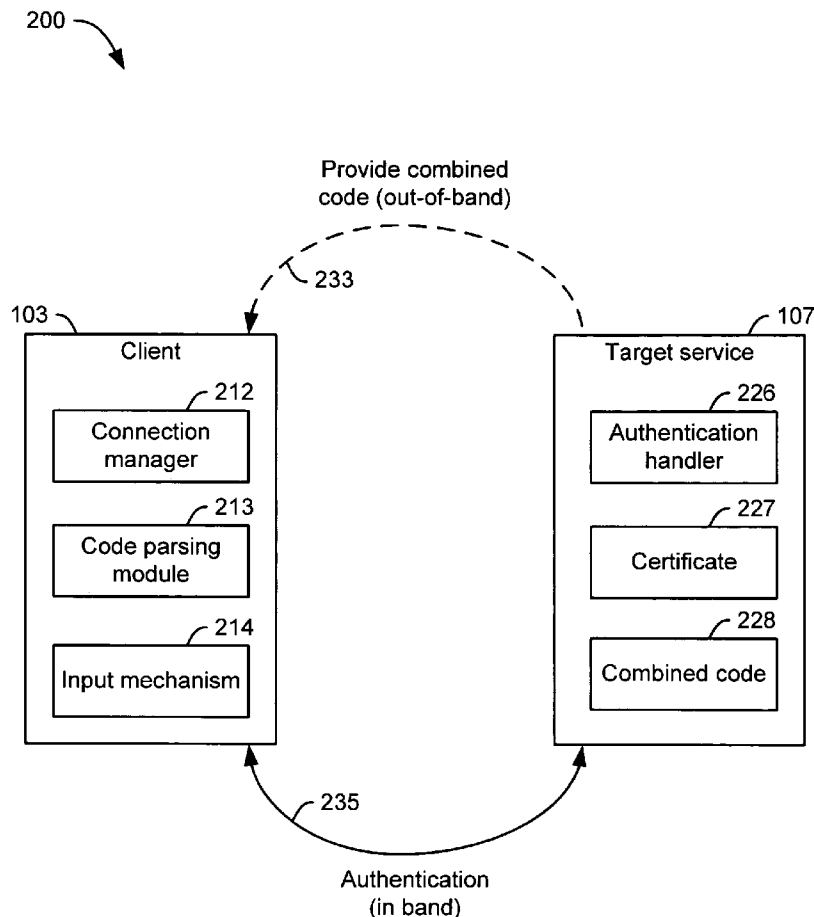 200
Provide combined
code (out-of-band)
233
103
107
Client
Target service
212
226
Connection
manager
Authentication
handler
213
227
Code parsing
module
Certificate
214
228
Input mechanism
Combined code
235
Authentication
(in band)